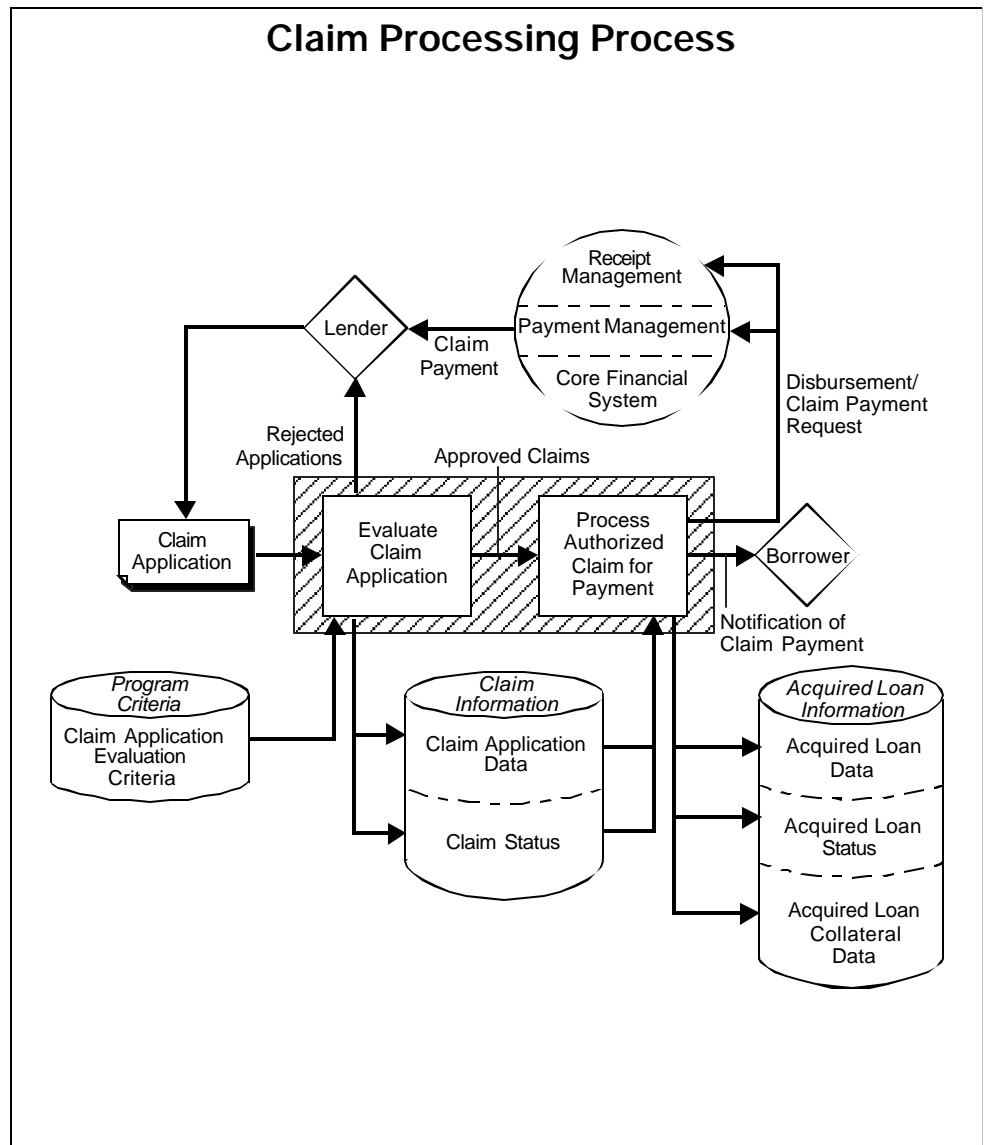 Claim Processing Process
Receipt
Management
Payment Management
Core Financial
System
Lender
Claim
Payment
Disbursement/
Claim Payment
Request
Rejected
Applications
Approved Claims
Claim
Application
Evaluate
Claim
Application
Process
Authorized
Claim for
Payment
Borrower
Notification of
Claim Payment
Program
Criteria
Claim Application
Evaluation
Criteria
Claim
Information
Claim Application
Data
Claim Status
Acquired Loan
Information
Acquired Loan
Data
Acquired Loan
Status
Acquired Loan
Collateral
Data